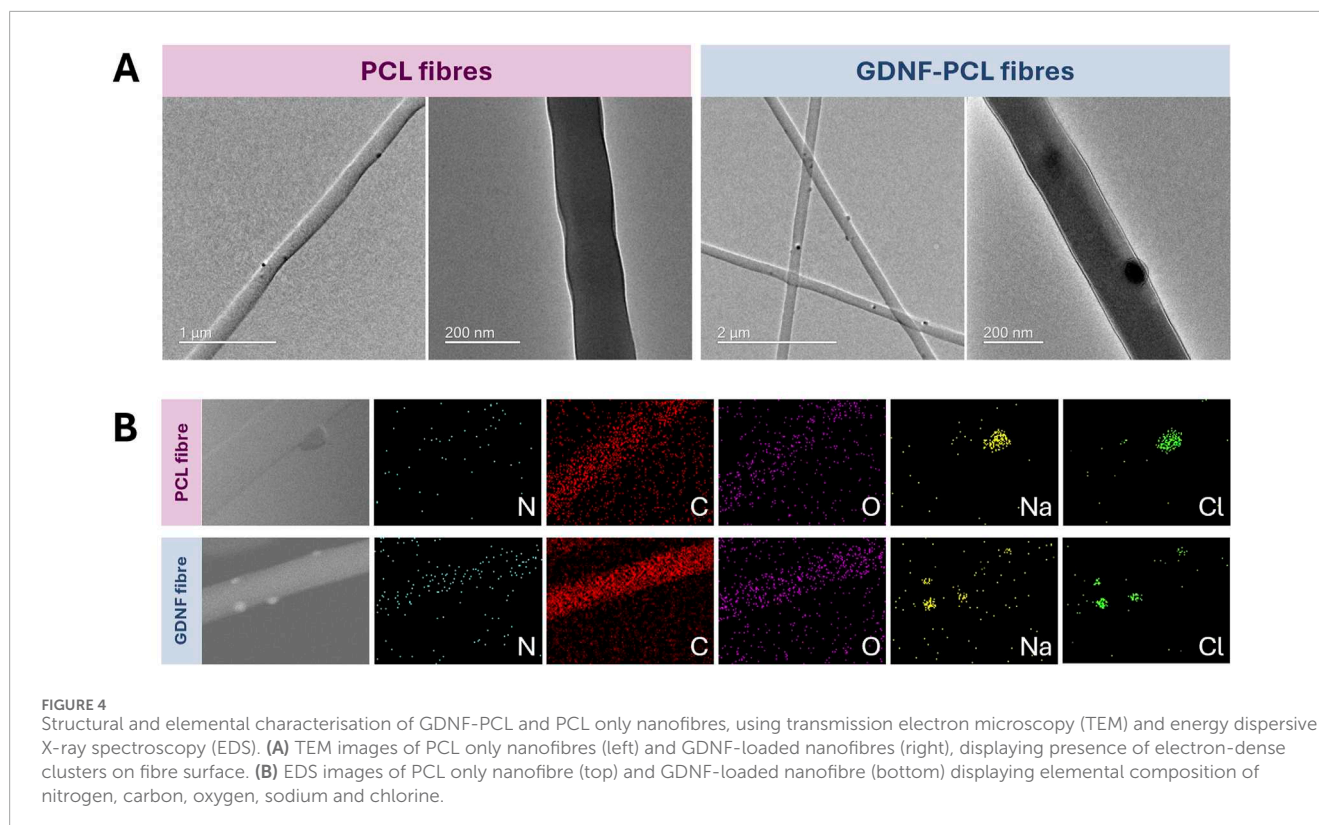 A
PCL fibres
GDNF-PCL fibres
1 μm
200 nm
2 μm
200 nm
B
PCL fibre
N
C
O
Na
Cl
GDNF fibre
N
C
O
Na
Cl
FIGURE 4
Structural and elemental characterisation of GDNF-PCL and PCL only nanofibres, using transmission electron microscopy (TEM) and energy dispersive
X-ray spectroscopy (EDS). (A) TEM images of PCL only nanofibres (left) and GDNF-loaded nanofibres (right), displaying presence of electron-dense
clusters on fibre surface. (B) EDS images of PCL only nanofibre (top) and GDNF-loaded nanofibre (bottom) displaying elemental composition of
nitrogen, carbon, oxygen, sodium and chlorine.